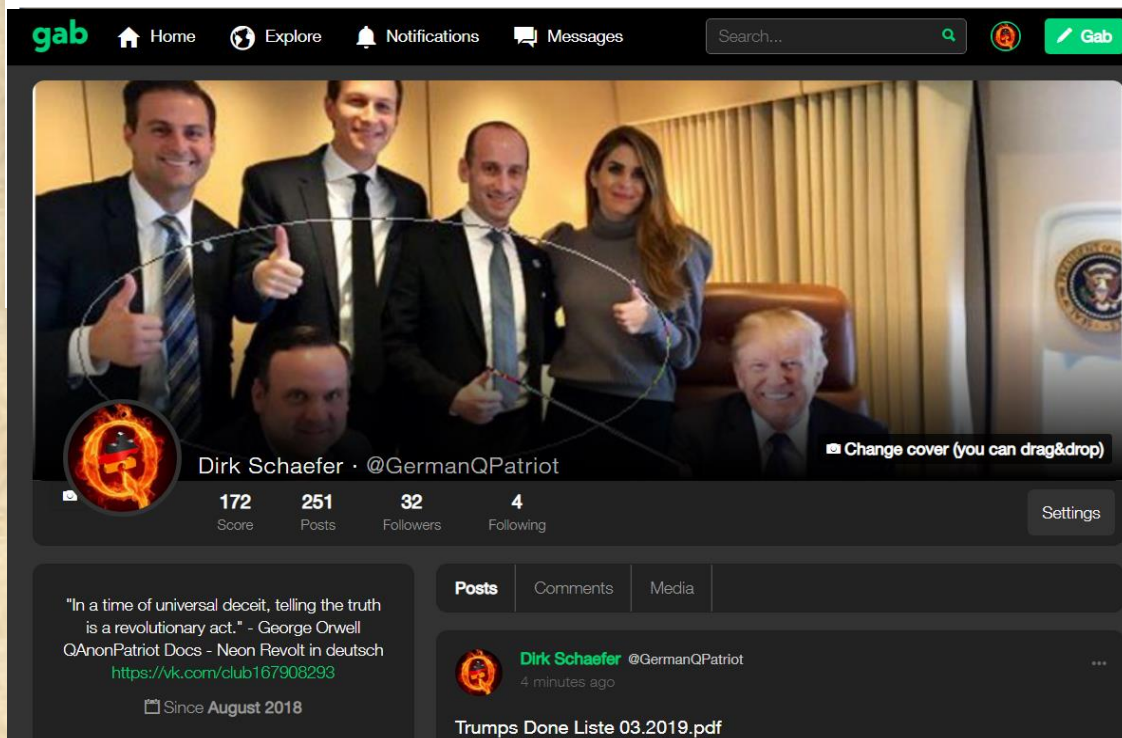 gab
Home
Explore
Notifications
Messages
Search...
Gab
Change cover (you can drag&drop)
Dirk Schaefer · @GermanQPatriot
172
Score
251
Posts
32
Followers
4
Following
Settings
"In a time of universal deceit, telling the truth
is a revolutionary act." - George Orwell
QAnonPatriot Docs - Neon Revolt in deutsch
https://vk.com/club167908293
Since August 2018
Posts
Comments
Media
Dirk Schaefer @GermanQPatriot
4 minutes ago
Trumps Done Liste 03.2019.pdf